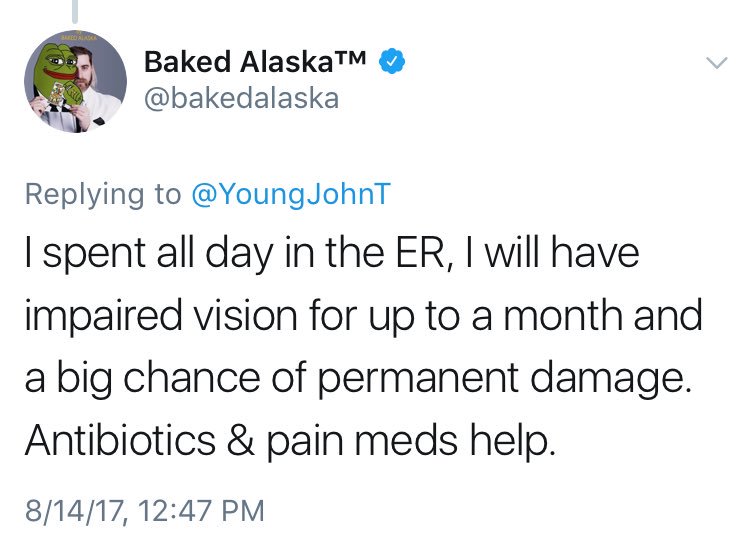 BAKED ALASKA
Baked Alaska™
@bakedalaska
Replying to @YoungJohnT
I spent all day in the ER, I will have
impaired vision for up to a month and
a big chance of permanent damage.
Antibiotics & pain meds help.
8/14/17, 12:47 PM